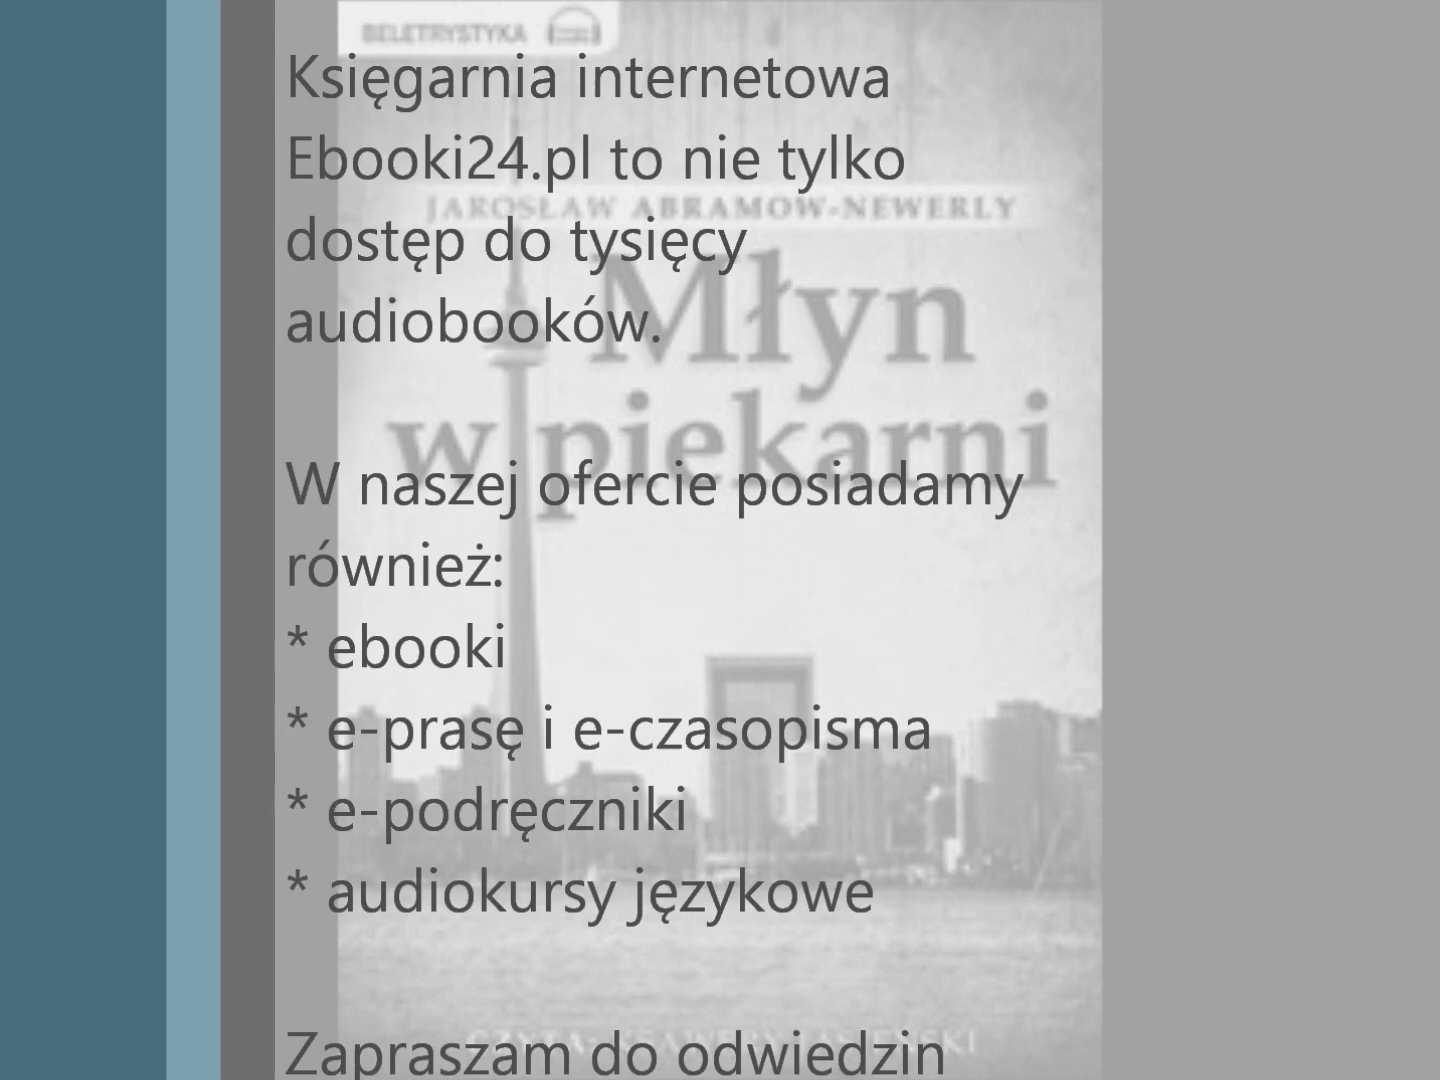 BELETRYSTYKA
Księgarnia internetowa
Ebooki24.pl to nie tylko
JAROSŁAW ABRAMOW-NEWERLY
dostęp do tysięcy
audiobooków.
Młyn
w piekarni
W naszej ofercie posiadamy
również:
* ebooki
* e-prasę i e-czasopisma
* e-podręczniki
* audiokursy językowe
Zapraszam do odwiedzin